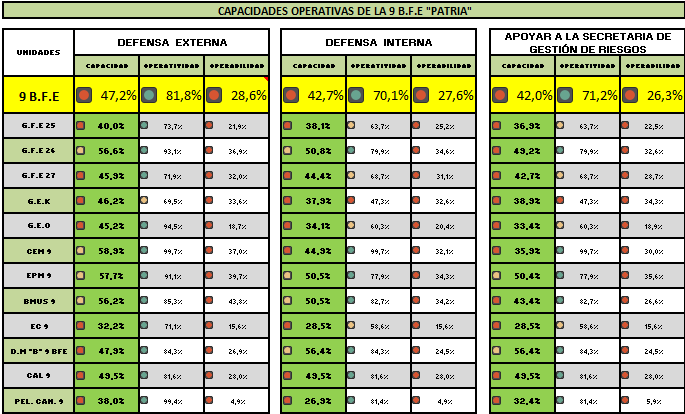 CAPACIDADES OPERATIVAS DE LA 9 B.F.E "PATRIA"
UNIDADES DEFENSA EXTERNA DEFENSA INTERNA APOYAR A LA SECRETARIA DE GESTIÓN DE RIESGOS
CAPACIDAD OPERATIVIDAD OPERABILIDAD CAPACIDAD OPERATIVIDAD OPERABILIDAD CAPACIDAD OPERATIVIDAD OPERABILIDAD
9 B.F.E 47,2% 81,8% 28,6% 42,7% 70,1% 27,6% 42,0% 71,2% 26,3%
G.F.E 25 40,0% 73,7% 21,9% 38,1% 63,7% 25,2% 36,9% 63,7% 22,5%
G.F.E 26 56,6% 93,1% 36,9% 50,8% 79,9% 34,6% 49,2% 79,9% 32,6%
G.F.E 27 45,9% 71,9% 32,0% 44,4% 68,7% 31,1% 42,7% 68,7% 28,7%
G.E.K 46,2% 69,5% 33,6% 37,9% 47,3% 32,6% 38,9% 47,3% 34,3%
G.E.O 45,2% 94,5% 18,7% 34,1% 60,3% 20,4% 33,4% 60,3% 18,9%
CEM 9 58,9% 99,7% 37,0% 44,9% 99,7% 32,1% 35,9% 99,7% 30,0%
EPM 9 57,7% 91,1% 39,7% 50,5% 77,9% 34,3% 50,4% 77,9% 35,6%
BMUS 9 56,2% 85,3% 43,8% 50,5% 82,7% 34,2% 43,4% 82,7% 26,6%
EC 9 32,2% 71,1% 15,6% 28,5% 58,6% 15,6% 28,5% 58,6% 15,6%
D.M "B" 9 BFE 47,9% 84,3% 26,9% 56,4% 84,3% 24,5% 56,4% 84,3% 24,5%
CAL 9 49,5% 81,6% 28,0% 49,5% 81,6% 28,0% 49,5% 81,6% 28,0%
PEL. CAN. 9 38,0% 99,4% 4,9% 26,9% 81,4% 4,9% 32,4% 81,4% 5,9%